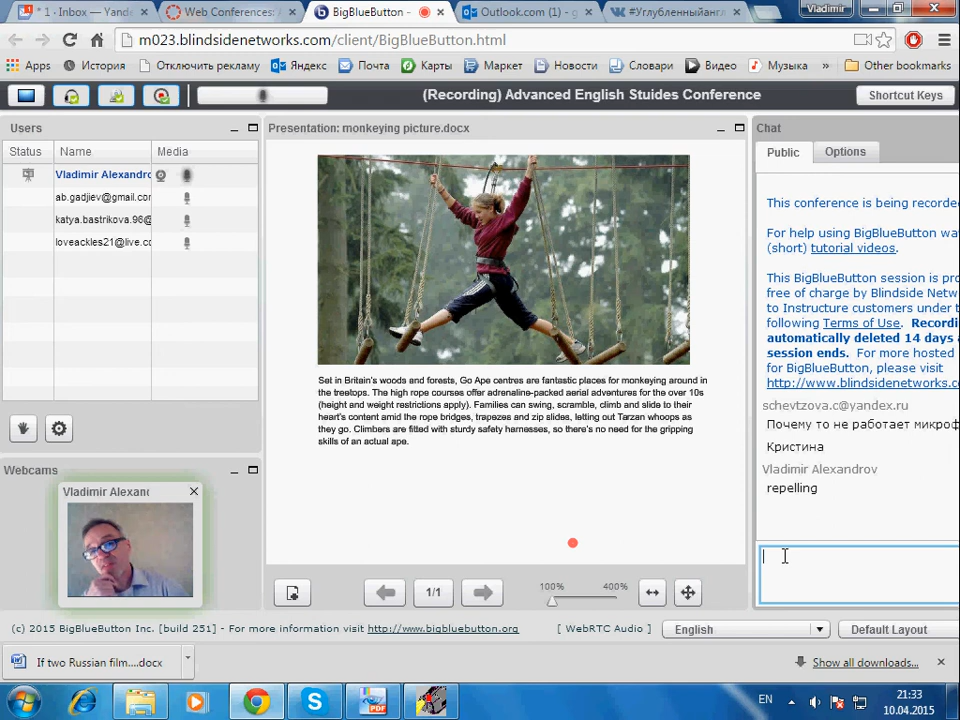 * 1 · Inbox — Yand
Web Conferences: A
BigBlueButton -
Outlook.com (1) - g
#Углубленныйангл
Vladimir
m023.blindsidenetworks.com/client/BigBlueButton.html
Apps
История
Отключить рекламу
Яндекс
Почта
Карты
Маркет
Новости
Словари
Видео
Музыка
»
Other bookmarks
(Recording) Advanced English Stuides Conference
Shortcut Keys
Users
Status Name Media
Vladimir Alexandro
ab.gadjiev@gmail.com
katya.bastrikova.96@
loveackles21@live.co
Webcams
Vladimir Alexand
Presentation: monkeying picture.docx
Set in Britain's woods and forests, Go Ape centres are fantastic places for monkeying around in
the treetops. The high rope courses offer adrenaline-packed aerial adventures for the over 10s
(height and weight restrictions apply). Families can swing, scramble, climb and slide to their
heart's content amid the rope bridges, trapezes and zip slides, letting out Tarzan whoops as
they go. Climbers are fitted with sturdy safety harnesses, so there's no need for the gripping
skills of an actual ape.
1/1
100% 400%
Chat
Public Options
This conference is being recorde
For help using BigBlueButton wa
(short) tutorial videos.
This BigBlueButton session is pro
free of charge by Blindside Netw
to Instructure customers under t
following Terms of Use. Recordi
automatically deleted 14 days a
session ends. For more hosted
for BigBlueButton, please visit
http://www.blindsidenetworks.co
schevtzova.c@yandex.ru
Почему то не работает микроф
Кристина
Vladimir Alexandrov
repelling
(c) 2015 BigBlueButton Inc. [build 251] - For more information visit http://www.bigbluebutton.org
[ WebRTC Audio ]
English
Default Layout
If two Russian film....docx
Show all downloads...
EN
21:33
10.04.2015